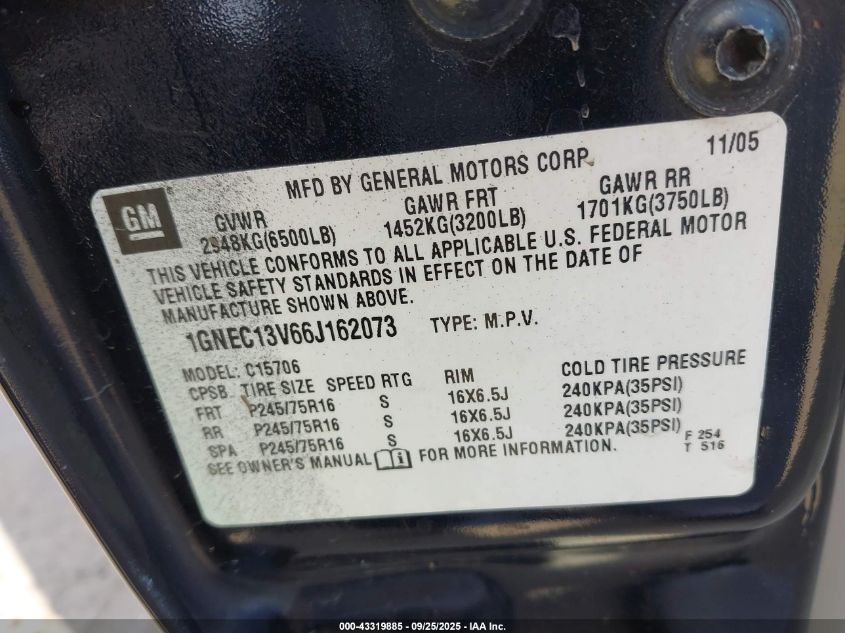 MFD BY GENERAL MOTORS CORP 11/05
GM
GVWR GAWR FRT GAWR RR
2948KG(6500LB) 1452KG(3200LB) 1701KG(3750LB)
THIS VEHICLE CONFORMS TO ALL APPLICABLE U.S. FEDERAL MOTOR
VEHICLE SAFETY STANDARDS IN EFFECT ON THE DATE OF
MANUFACTURE SHOWN ABOVE.
1GNEC13V66J162073 TYPE: M.P.V.
MODEL: C15706
CPSB TIRE SIZE SPEED RTG RIM COLD TIRE PRESSURE
FRT P245/75R16 S 16X6.5J 240KPA(35PSI)
RR P245/75R16 S 16X6.5J 240KPA(35PSI)
SPA P245/75R16 S 16X6.5J 240KPA(35PSI)
SEE OWNER'S MANUAL i FOR MORE INFORMATION. F 254
T 516
000-43319885 - 09/25/2025 - IAA Inc.